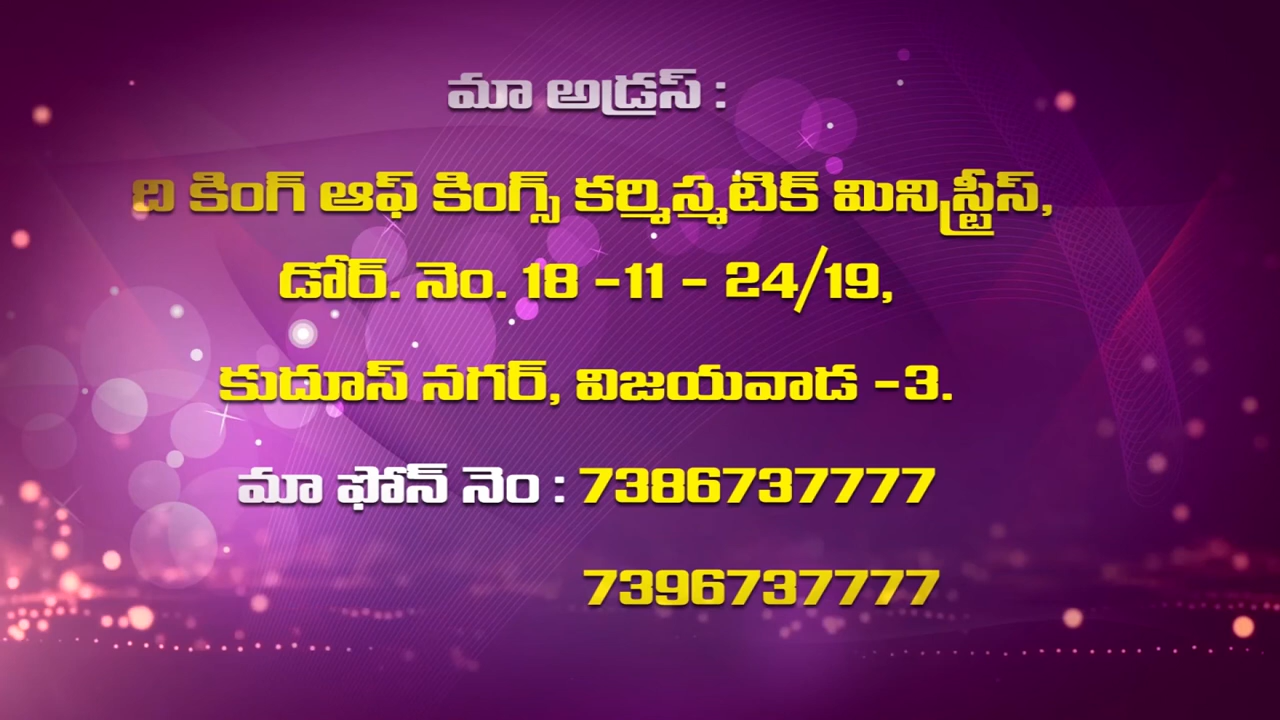 మా అడ్రస్ :
ది కింగ్ ఆఫ్ కింగ్స్ కర్మిస్మటిక్ మినిస్ట్రీస్,
డోర్. నెం. 18 -11 - 24/19,
కుదూస్ నగర్, విజయవాడ -3.
మా ఫోన్ నెం : 7386737777
7396737777